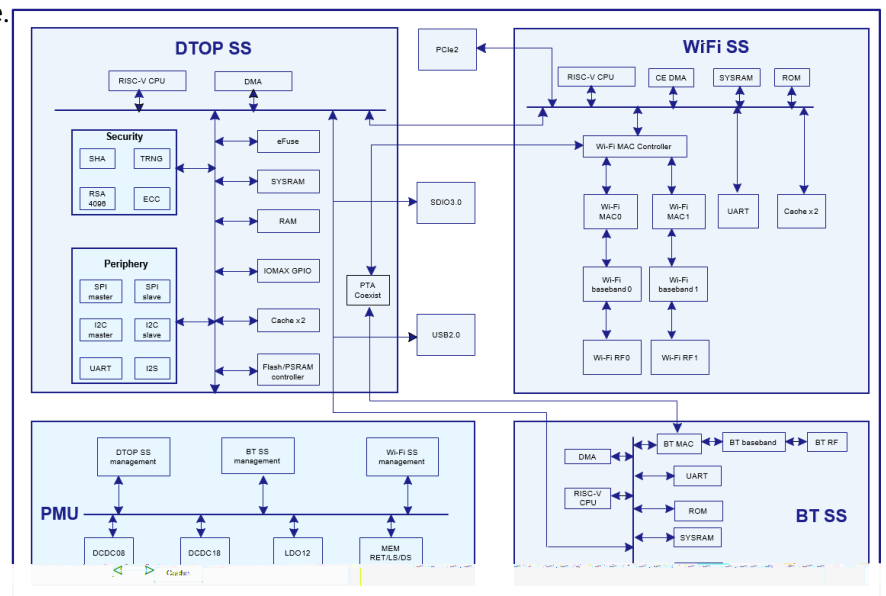 e.
DTOP SS
RISC-V CPU
DMA
Security
SHA
TRNG
RSA
4096
ECC
eFuse
SYSRAM
RAM
IOMAX GPIO
Cache x 2
Flash/PSRAM
controller
Periphery
SPI
master
SPI
slave
I2C
master
I2C
slave
UART
I2S
PTA
Coexist
PCIe2
SDIO3.0
USB2.0
WiFi SS
RISC-V CPU
CE DMA
SYSRAM
ROM
Wi-Fi MAC Controller
Wi-Fi
MAC0
Wi-Fi
MAC1
UART
Cache x 2
Wi-Fi
baseband 0
Wi-Fi
baseband 1
Wi-Fi RF0
Wi-Fi RF1
PMU
DTOP SS
management
BT SS
management
Wi-Fi SS
management
DCDC08
DCDC18
LDO12
MEM
RET/LS/DS
BT SS
BT MAC
BT baseband
BT RF
DMA
UART
RISC-V
CPU
ROM
SYSRAM